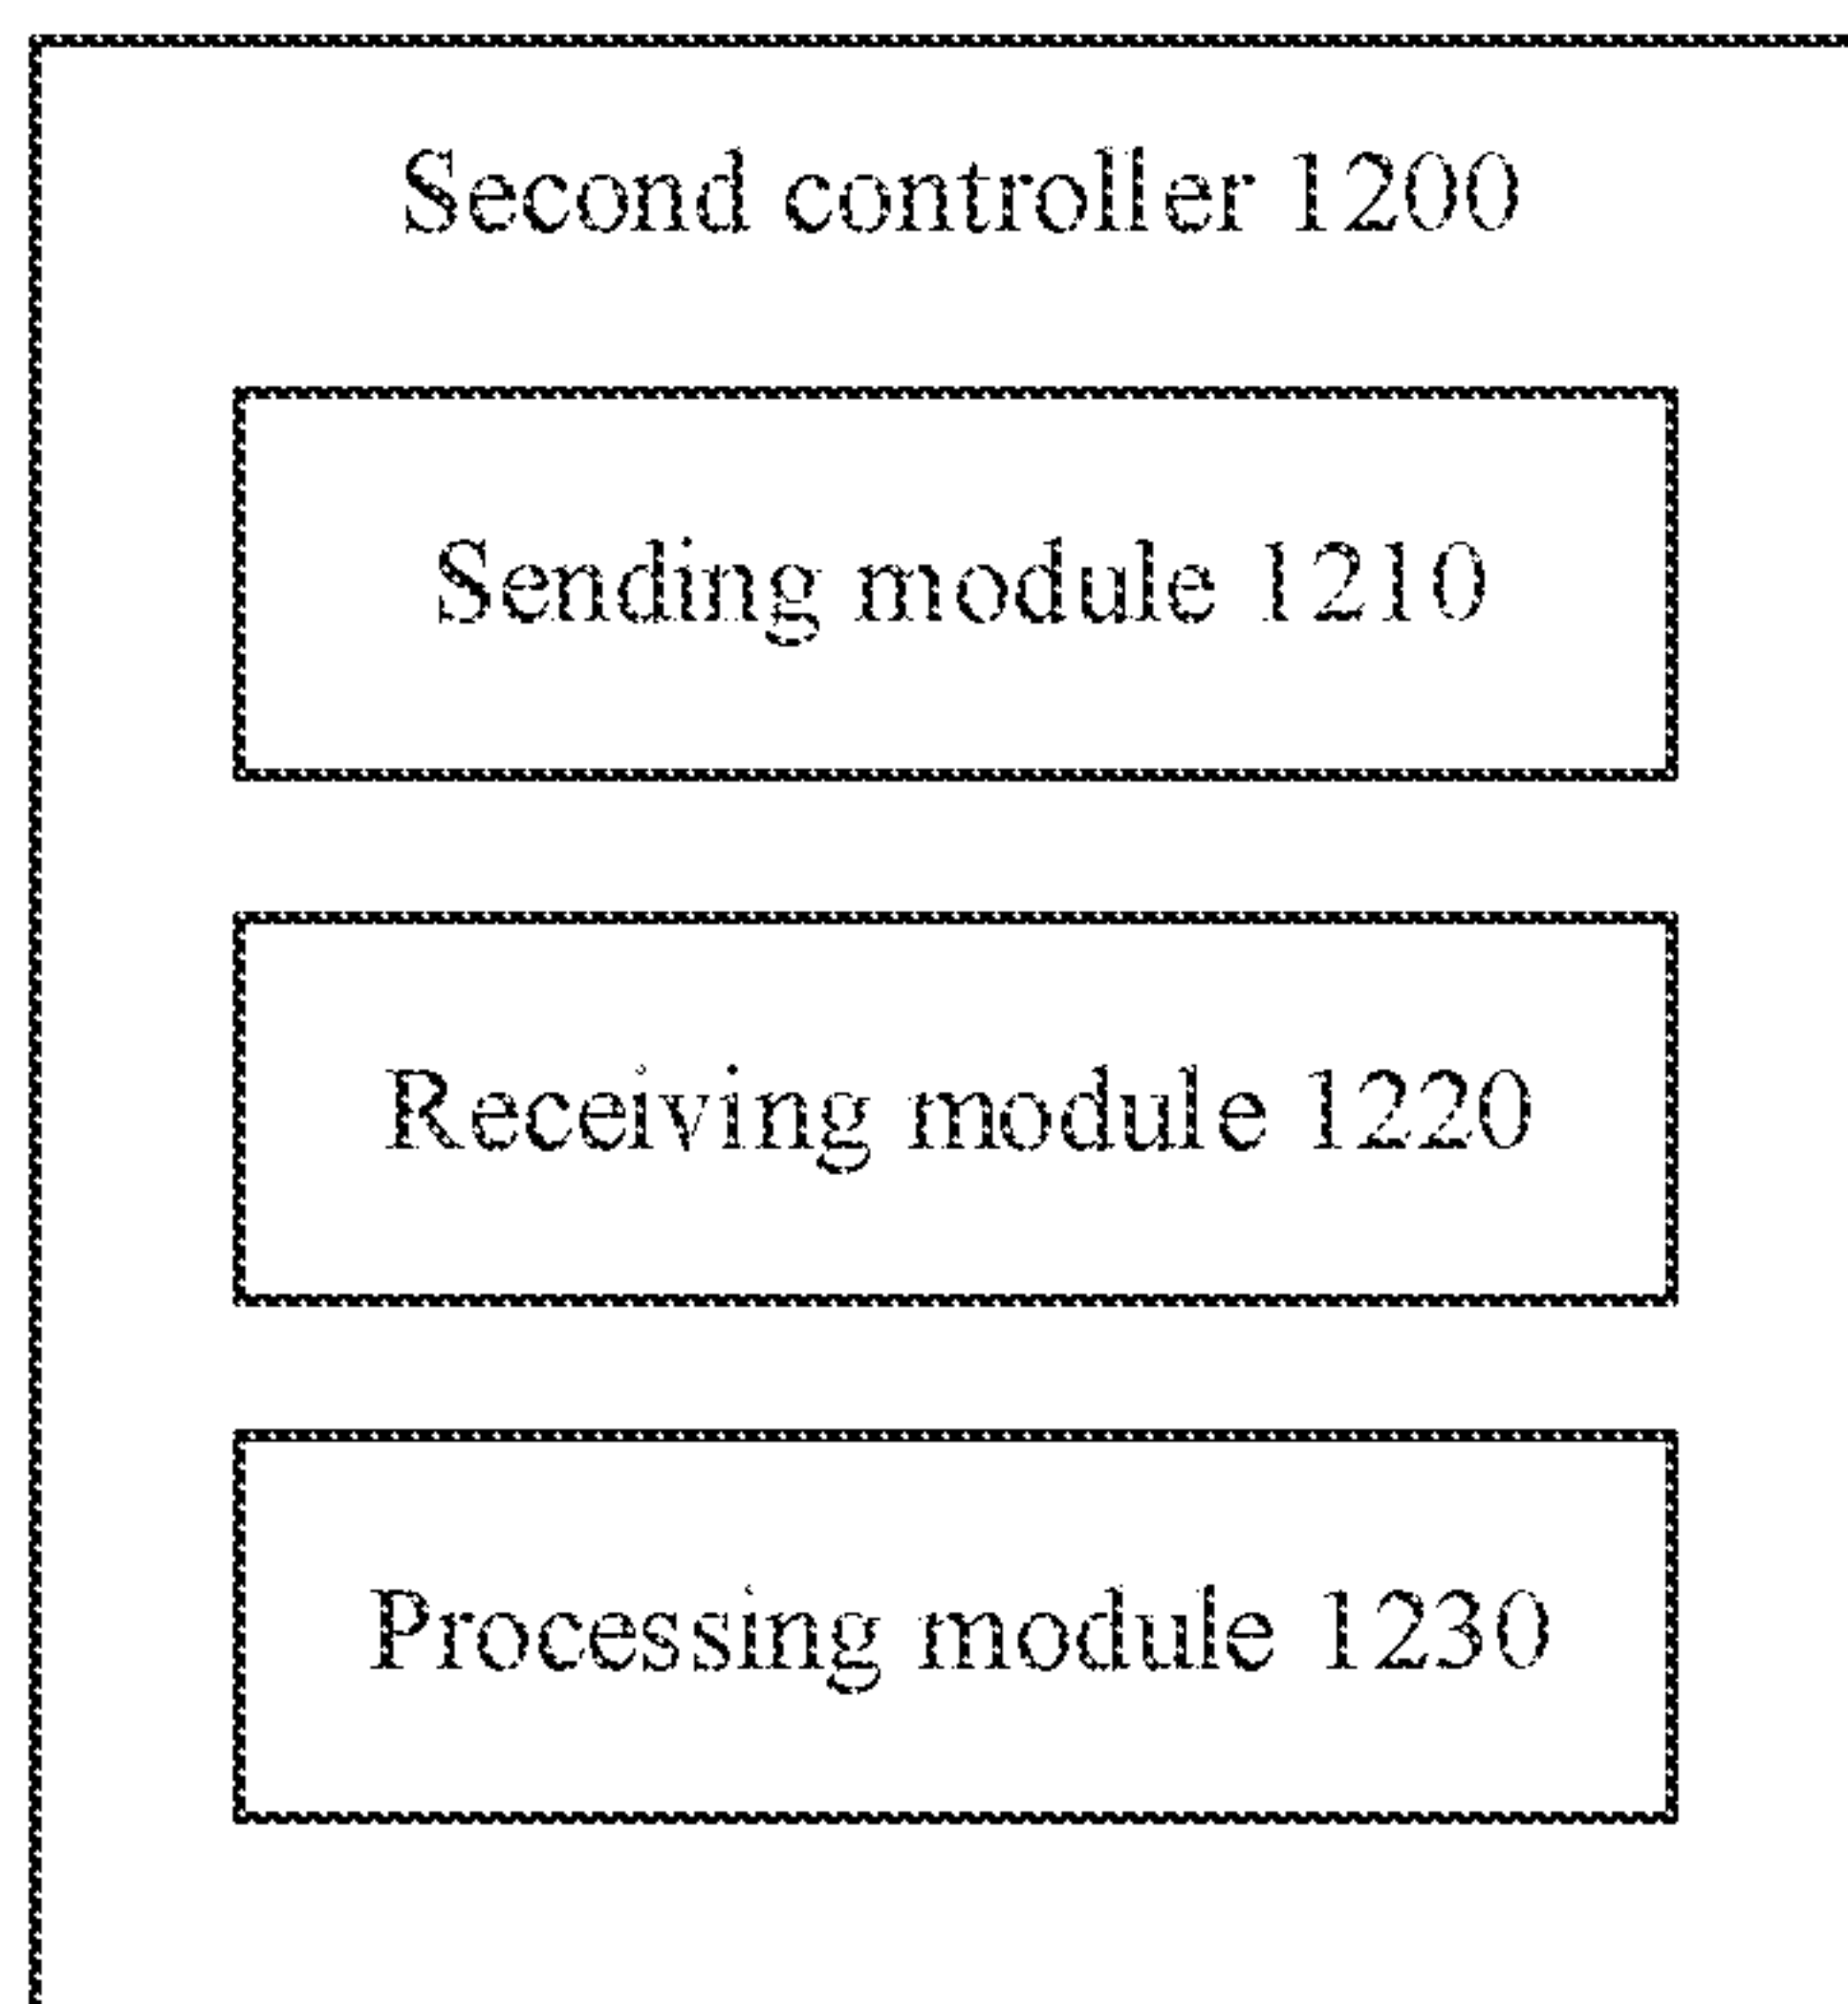 Second controller 1200
Sending module 1210
Receiving module 1220
Processing module 1230